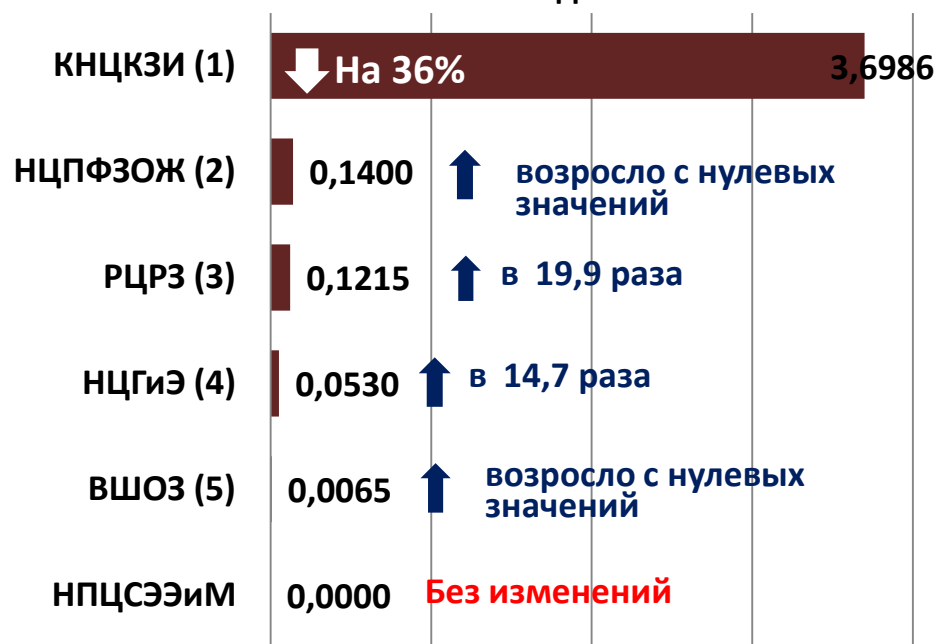 КНЦКЗИ (1) На 36% 3,6986
НЦПФЗОЖ (2) 0,1400 возросло с нулевых
значений
РЦРЗ (3) 0,1215 в 19,9 раза
НЦГиЭ (4) 0,0530 в 14,7 раза
ВШОЗ (5) 0,0065 возросло с нулевых
значений
НПЦСЭЭиМ 0,0000 Без изменений